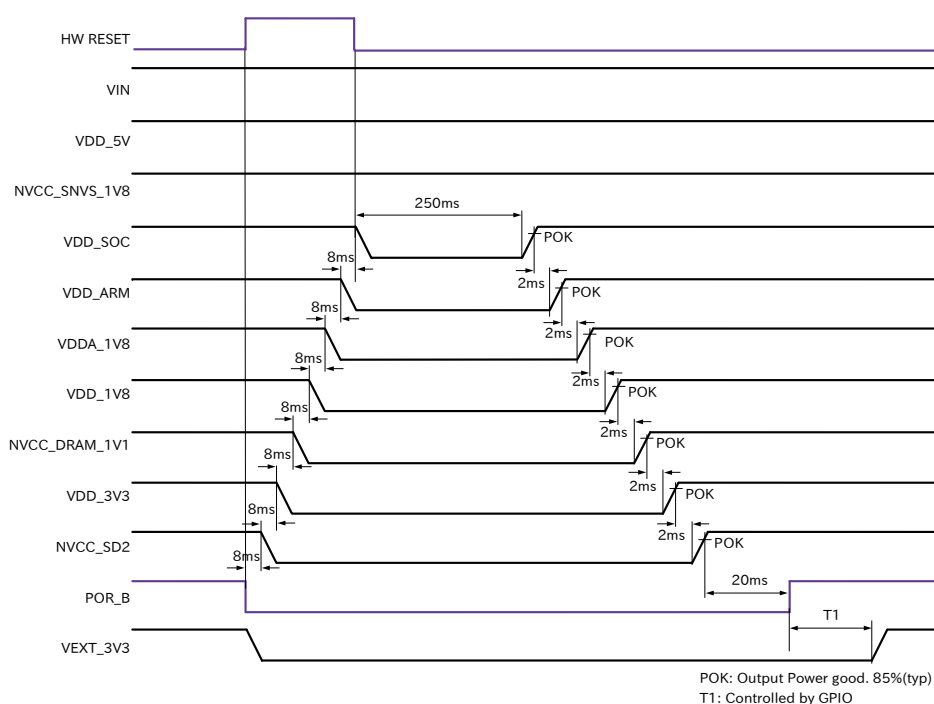 HW RESET
VIN
VDD_5V
NVCC_SNVS_1V8
250ms
VDD_SOC
POK
8ms
2ms
VDD_ARM
POK
8ms
2ms
VDDA_1V8
POK
8ms
2ms
VDD_1V8
POK
8ms
2ms
NVCC_DRAM_1V1
POK
8ms
2ms
VDD_3V3
POK
8ms
2ms
NVCC_SD2
POK
8ms
20ms
POR_B
T1
VEXT_3V3
POK: Output Power good. 85%(typ)
T1: Controlled by GPIO